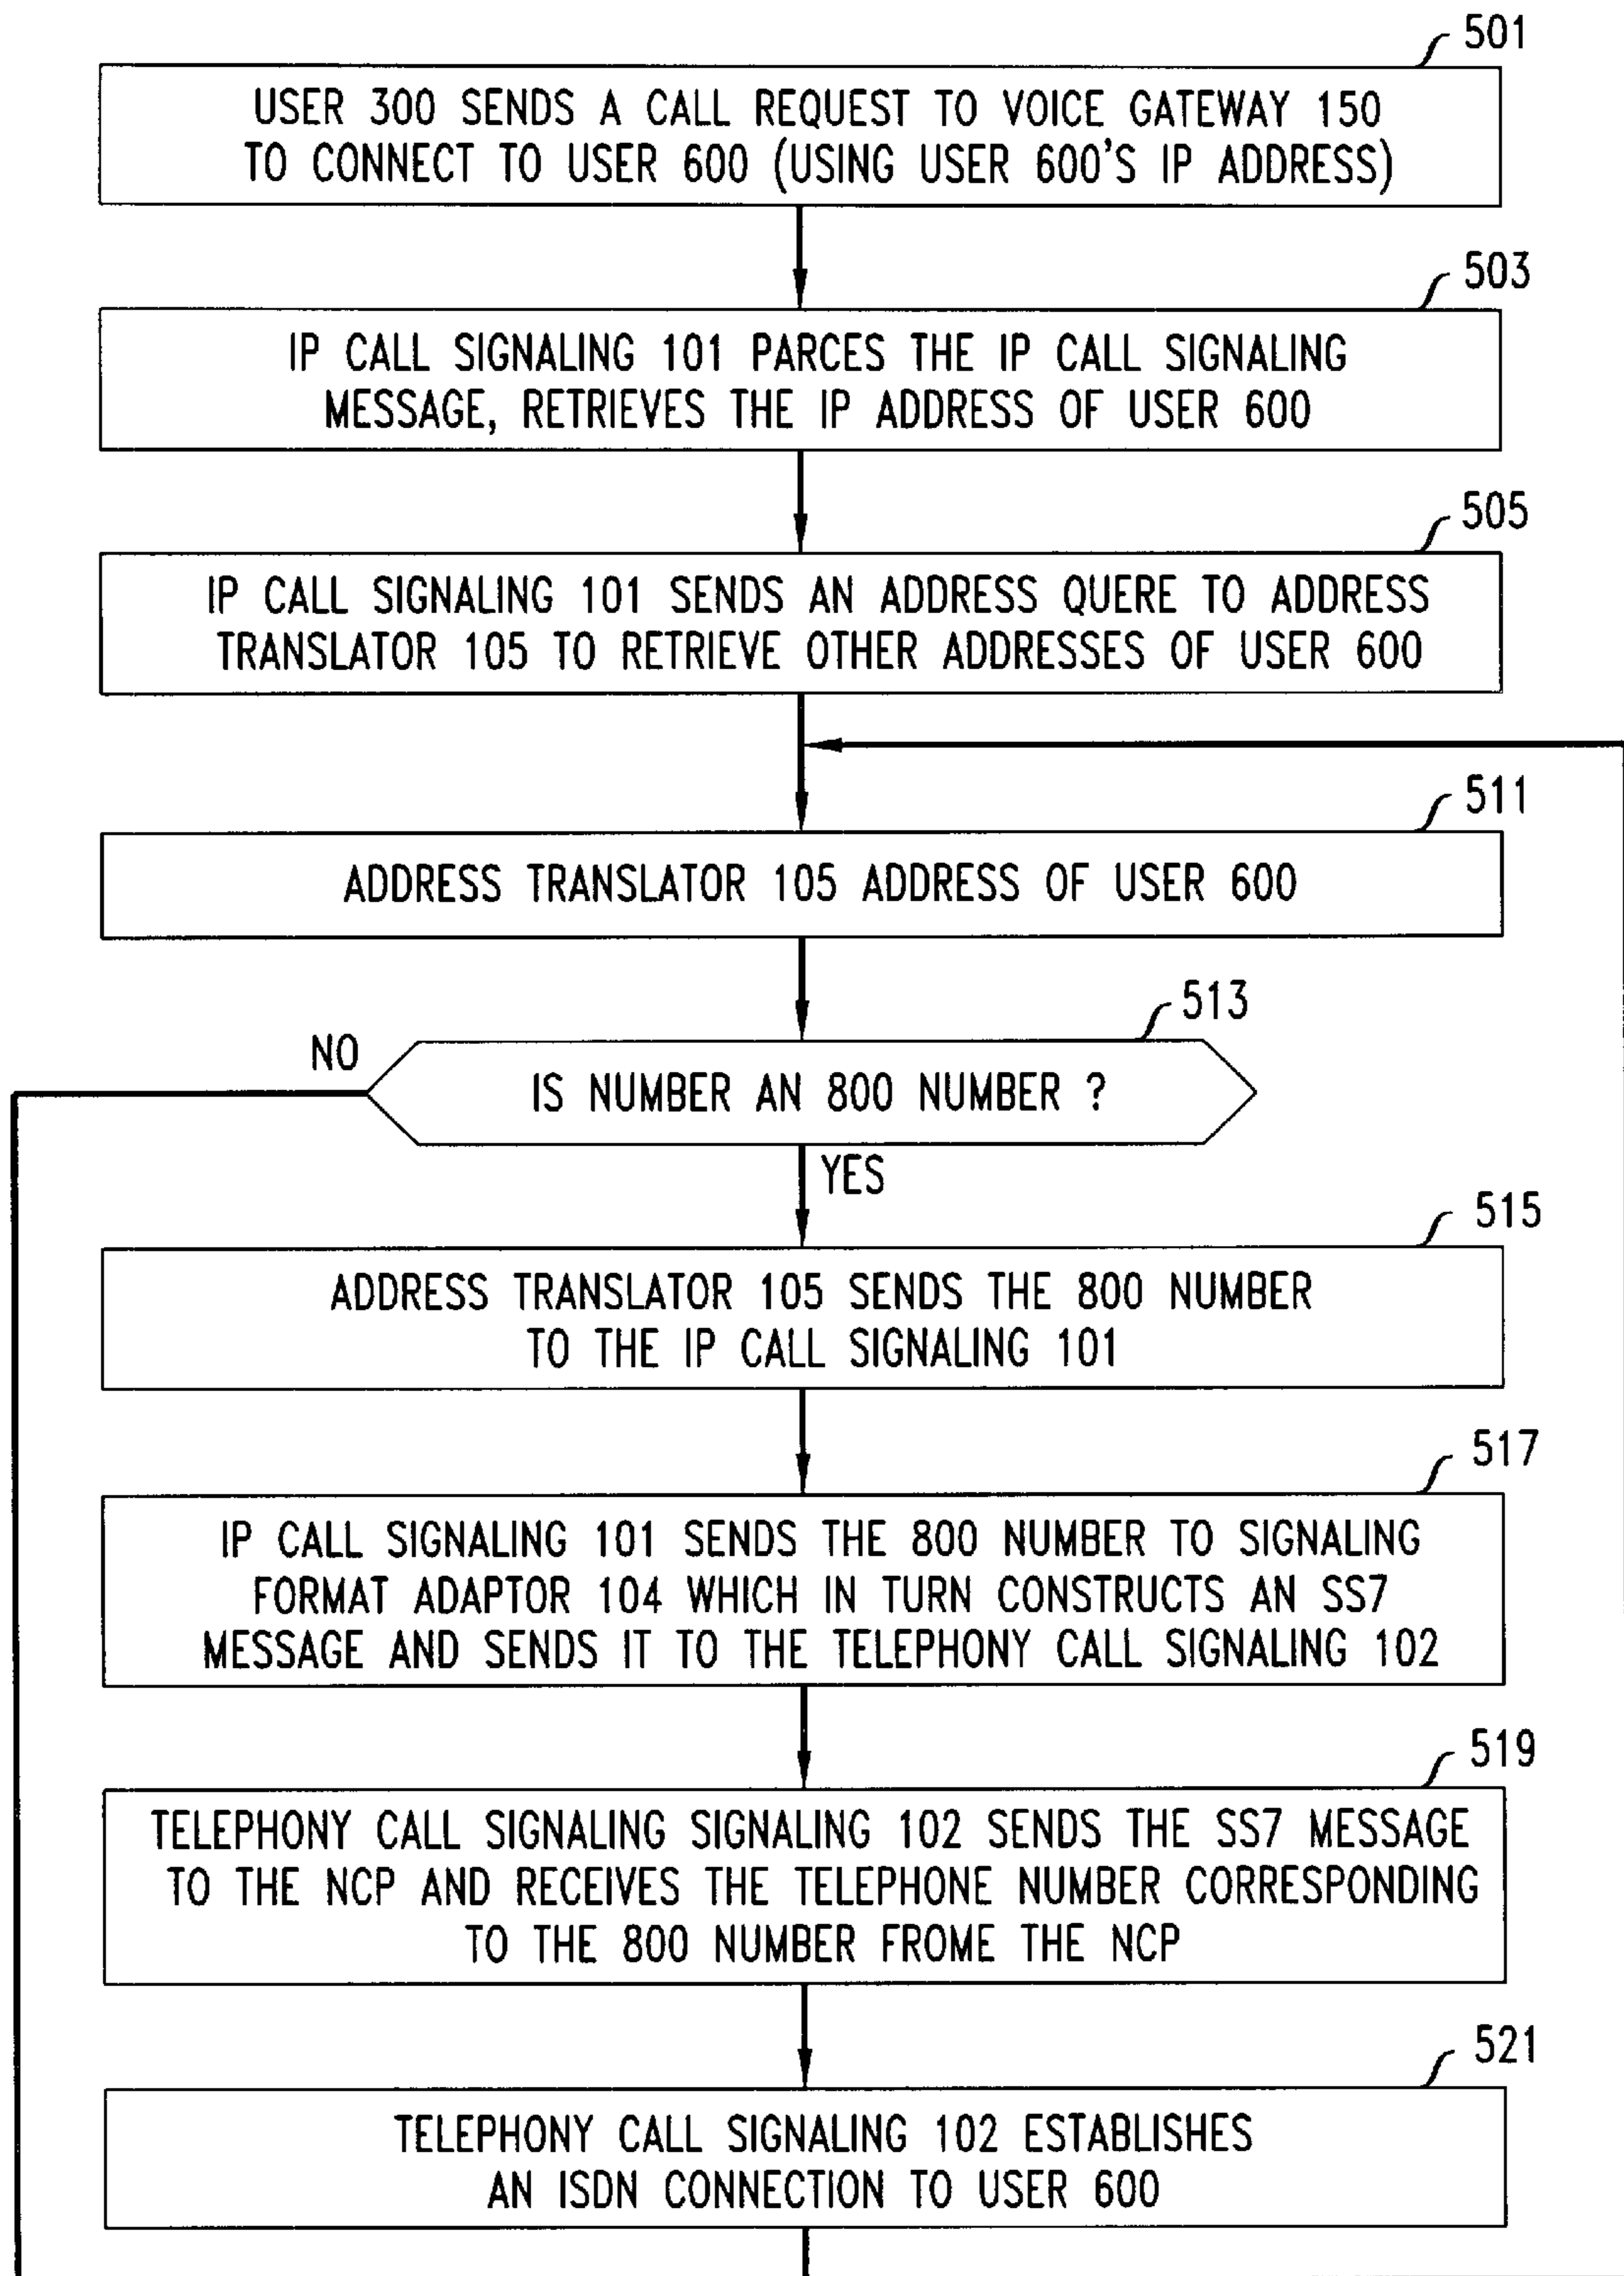 501
USER 300 SENDS A CALL REQUEST TO VOICE GATEWAY 150
TO CONNECT TO USER 600 (USING USER 600'S IP ADDRESS)
503
IP CALL SIGNALING 101 PARCES THE IP CALL SIGNALING
MESSAGE, RETRIEVES THE IP ADDRESS OF USER 600
505
IP CALL SIGNALING 101 SENDS AN ADDRESS QUERE TO ADDRESS
TRANSLATOR 105 TO RETRIEVE OTHER ADDRESSES OF USER 600
511
ADDRESS TRANSLATOR 105 ADDRESS OF USER 600
513
NO
IS NUMBER AN 800 NUMBER ?
YES
515
ADDRESS TRANSLATOR 105 SENDS THE 800 NUMBER
TO THE IP CALL SIGNALING 101
517
IP CALL SIGNALING 101 SENDS THE 800 NUMBER TO SIGNALING
FORMAT ADAPTOR 104 WHICH IN TURN CONSTRUCTS AN SS7
MESSAGE AND SENDS IT TO THE TELEPHONY CALL SIGNALING 102
519
TELEPHONY CALL SIGNALING SIGNALING 102 SENDS THE SS7 MESSAGE
TO THE NCP AND RECEIVES THE TELEPHONE NUMBER CORRESPONDING
TO THE 800 NUMBER FROME THE NCP
521
TELEPHONY CALL SIGNALING 102 ESTABLISHES
AN ISDN CONNECTION TO USER 600